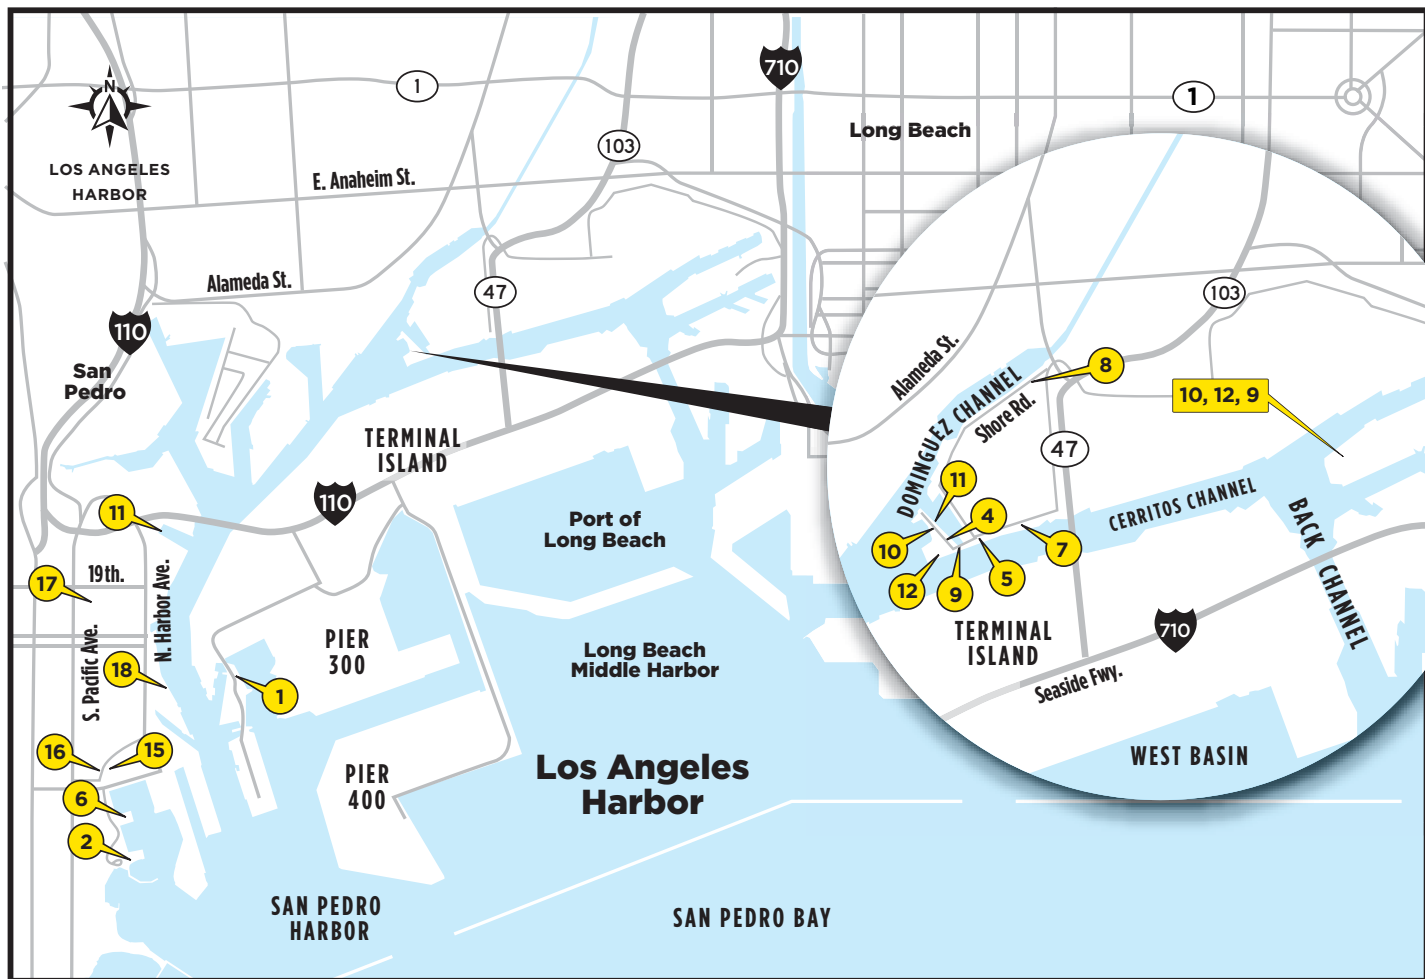 710
1
1
Long Beach
N
LOS ANGELES
HARBOR
103
E. Anaheim St.
Alameda St.
47
110
San
Pedro
TERMINAL
ISLAND
110
11
Port of
Long Beach
17
19th.
N. Harbor Ave.
S. Pacific Ave.
PIER
300
Long Beach
Middle Harbor
18
1
16
15
PIER
400
Los Angeles
Harbor
6
2
SAN PEDRO
HARBOR
SAN PEDRO BAY
103
Alameda St.
8
10, 12, 9
DOMINGUEZ CHANNEL
Shore Rd.
47
11
4
CERRITOS CHANNEL
BACK CHANNEL
10
7
5
12
9
TERMINAL
ISLAND
710
Seaside Fwy.
WEST BASIN